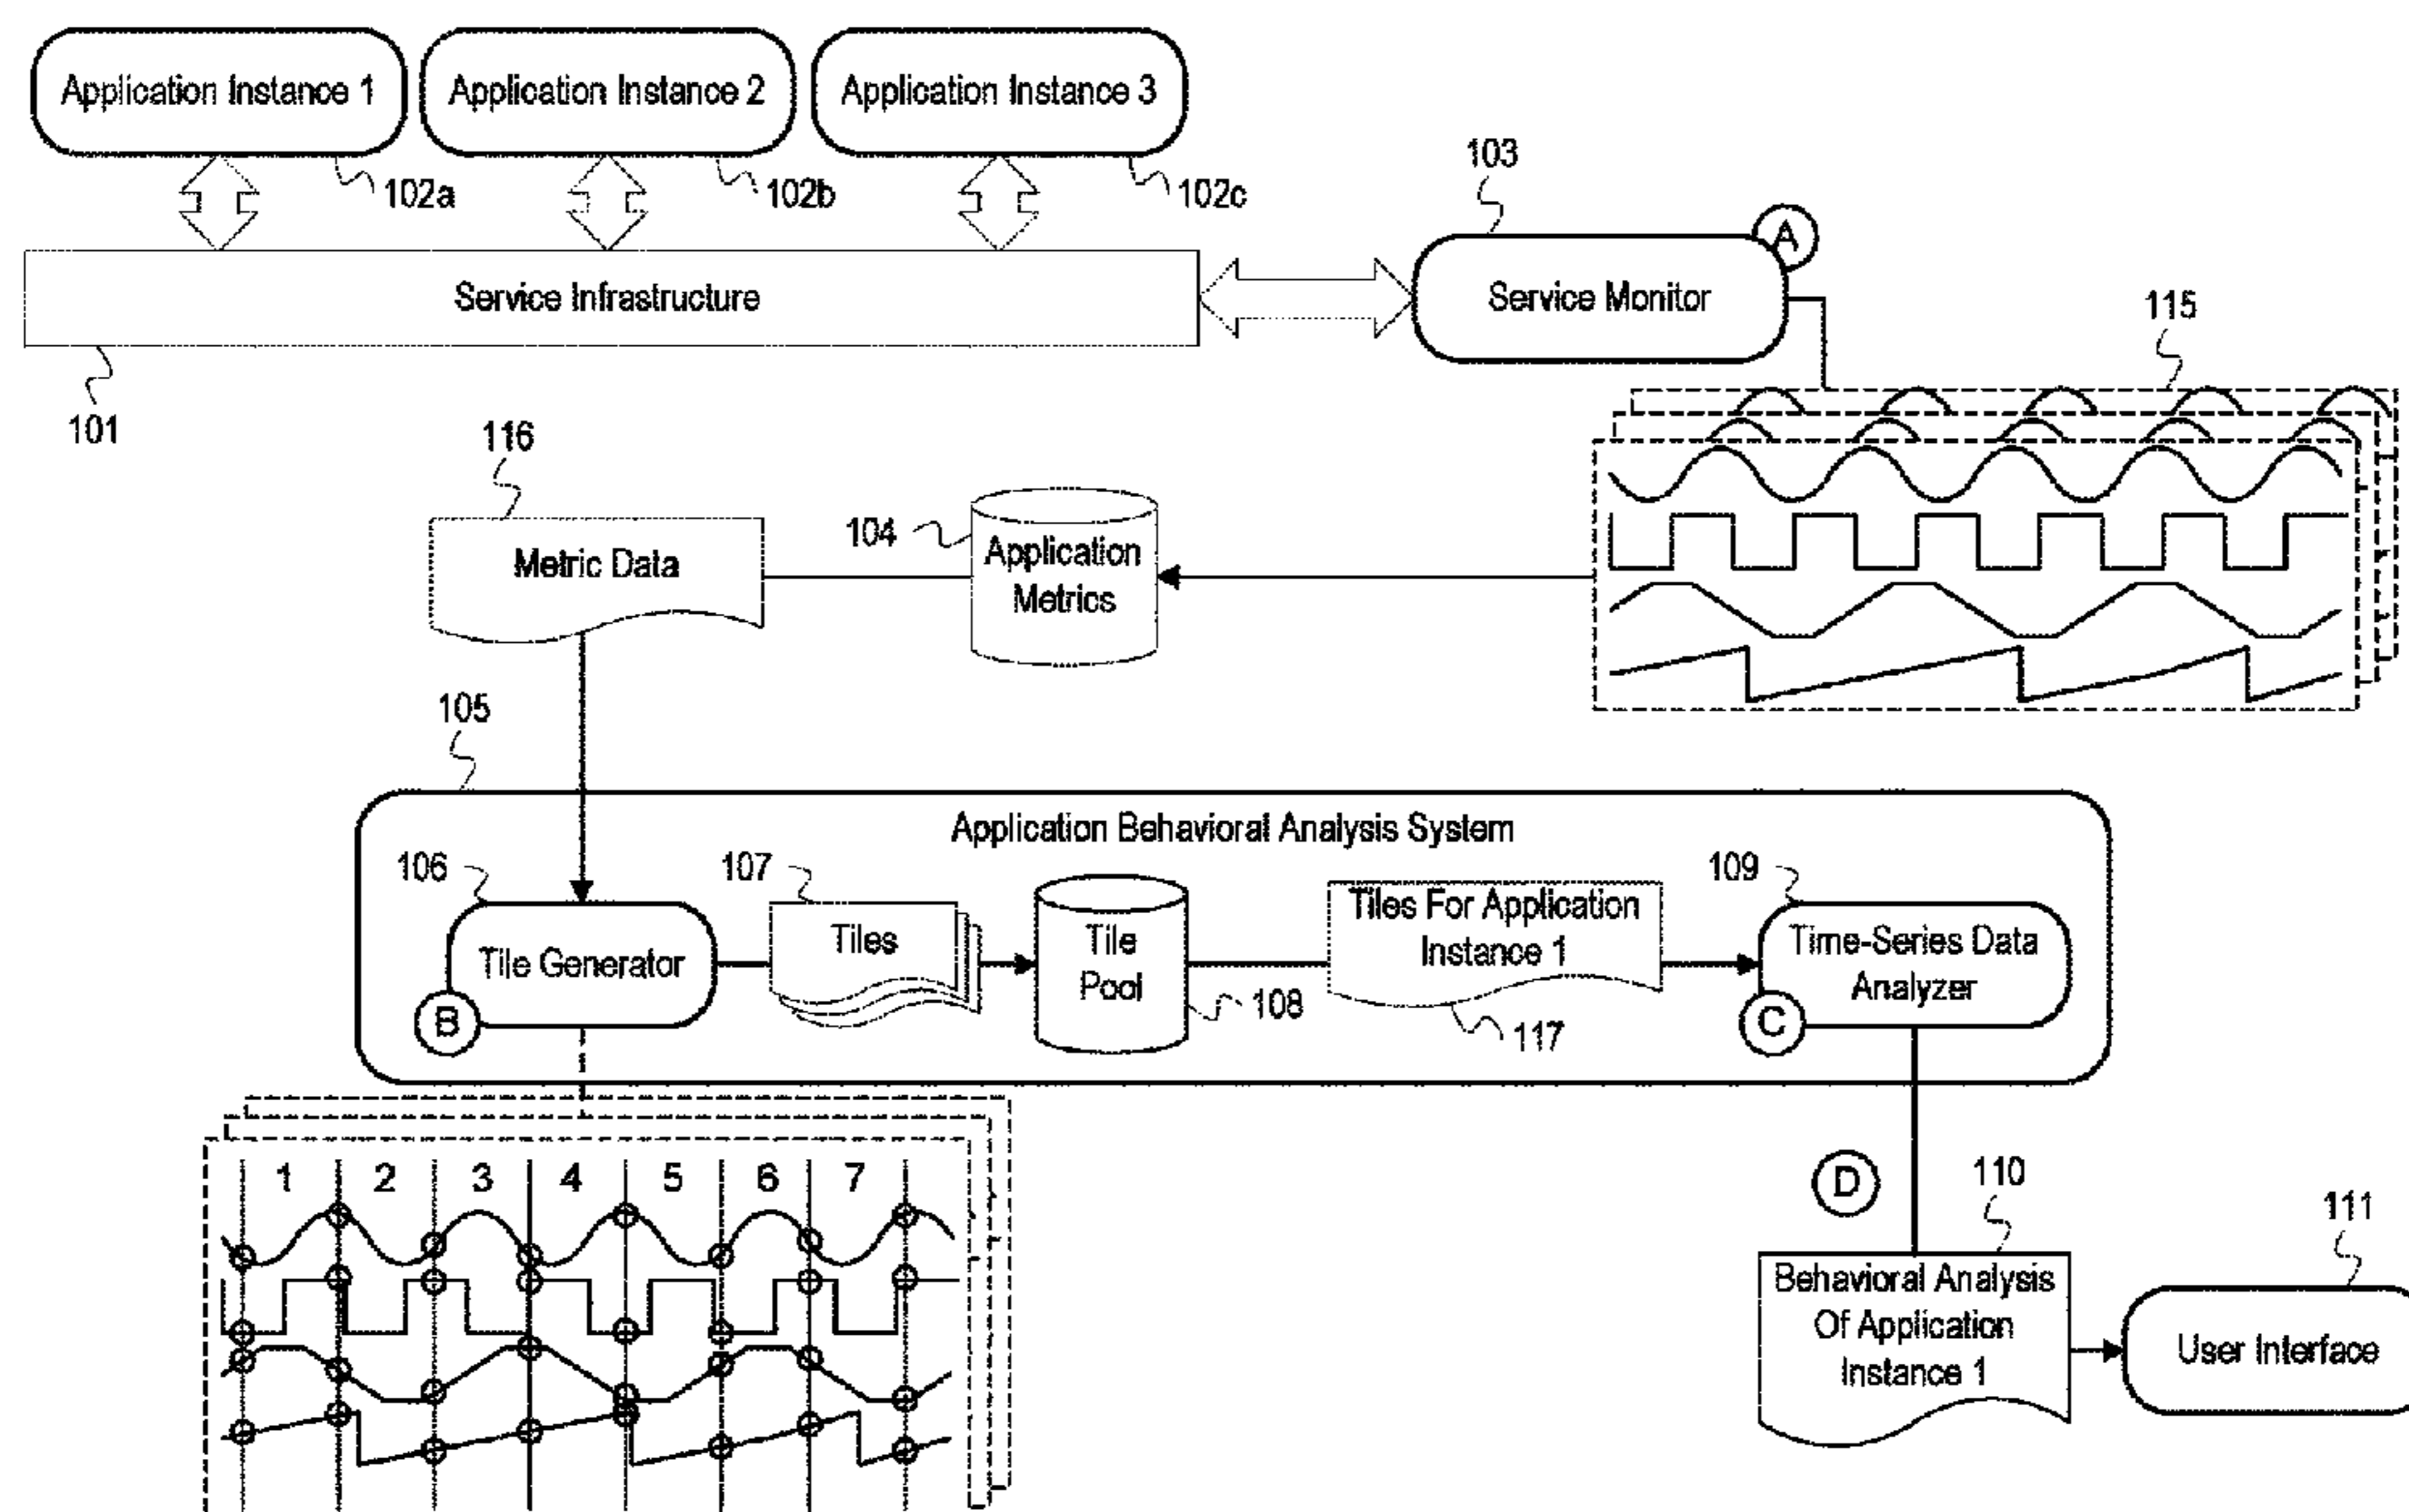 Application Instance 1
Application Instance 2
Application Instance 3
102a
102b
102c
103
A
Service Infrastructure
Service Monitor
115
101
116
104
Metric Data
Application
Metrics
105
Application Behavioral Analysis System
106
107
109
Tile Generator
Tiles
Tile
Pool
Tiles For Application
Instance 1
Time-Series Data
Analyzer
B
108
117
C
1 2 3 4 5 6 7
D
110
111
Behavioral Analysis
Of Application
Instance 1
User Interface